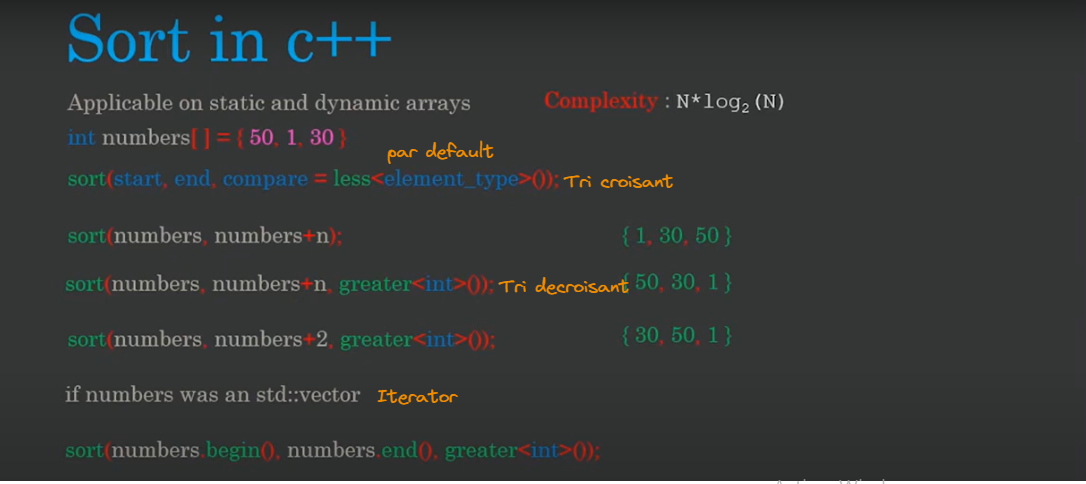 Sort in c++
Applicable on static and dynamic arrays
Complexity : N*log₂(N)
int numbers[ ] = { 50, 1, 30 }
par default
sort(start, end, compare = less<element_type>()); Tri croisant
sort(numbers, numbers+n); { 1, 30, 50 }
sort(numbers, numbers+n, greater<int>()); Tri decroisant { 50, 30, 1 }
sort(numbers, numbers+2, greater<int>()); { 30, 50, 1 }
if numbers was an std::vector Iterator
sort(numbers.begin(), numbers.end(), greater<int>());